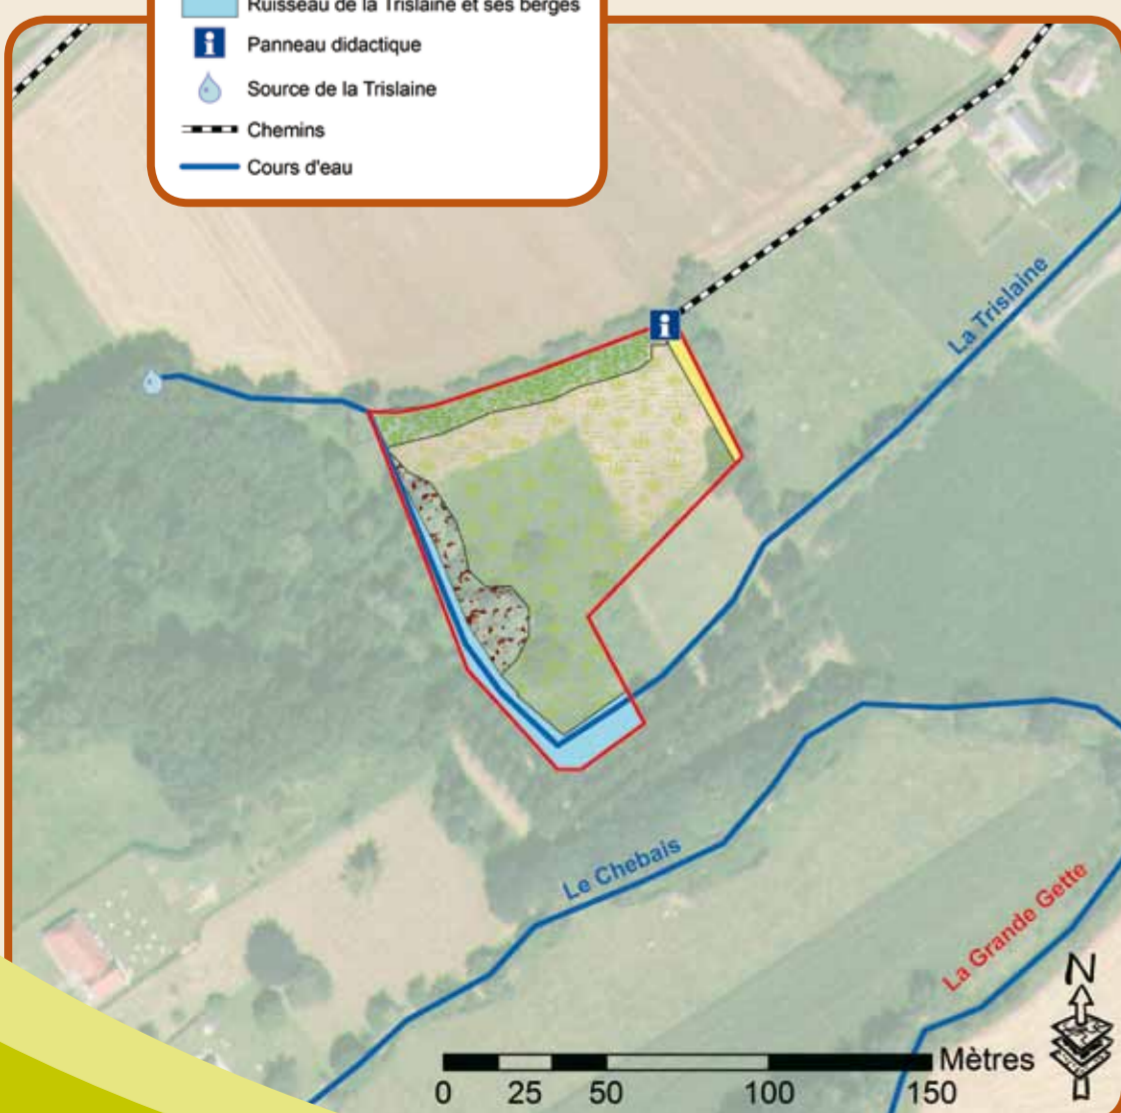 Ruisseau de la Trislaine et ses berges
i Panneau didactique
Source de la Trislaine
Chemins
Cours d'eau
i
La Trislaine
Le Chebais
La Grande Gette
N
Mètres
0 25 50 100 150